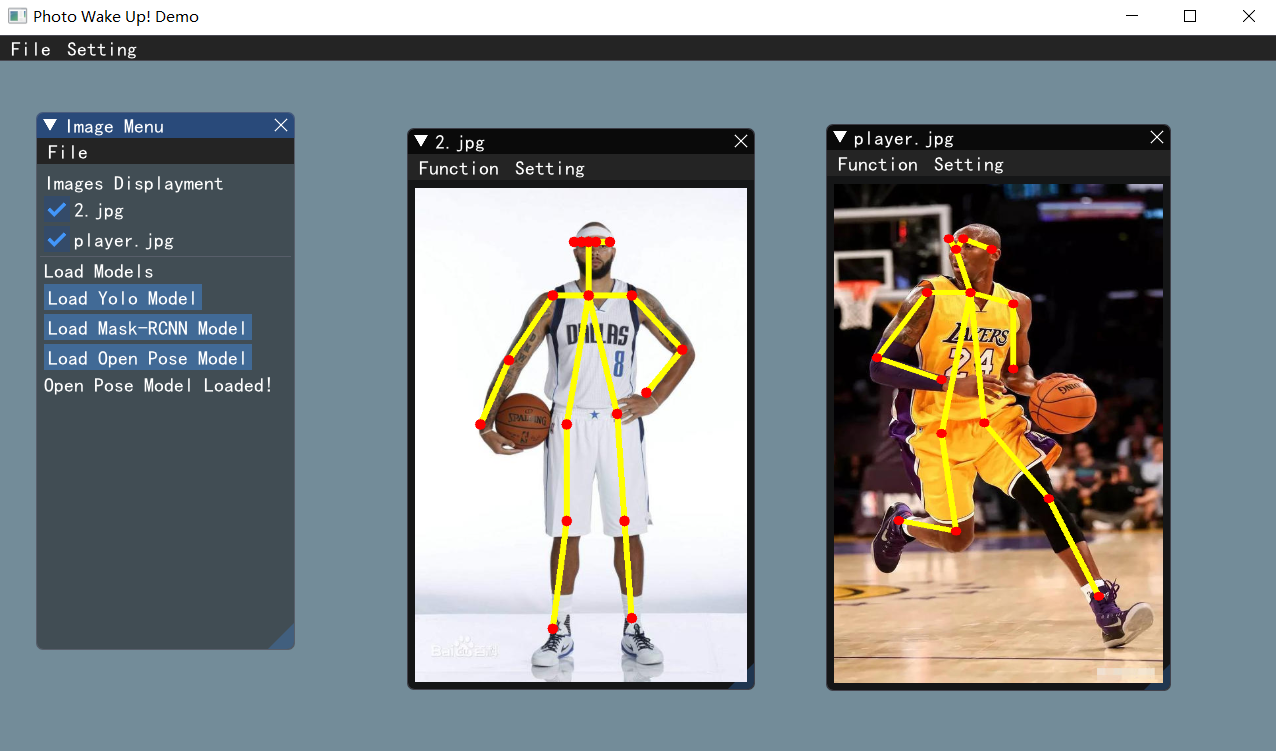 Photo Wake Up! Demo
File Setting
Image Menu
File
Images Displayment
2.jpg
player.jpg
Load Models
Load Yolo Model
Load Mask-RCNN Model
Load Open Pose Model
Open Pose Model Loaded!
2.jpg
Function Setting
DALLAS
8
SPALDING
Baidu百科
player.jpg
Function Setting
LAKERS
24
SPALDING